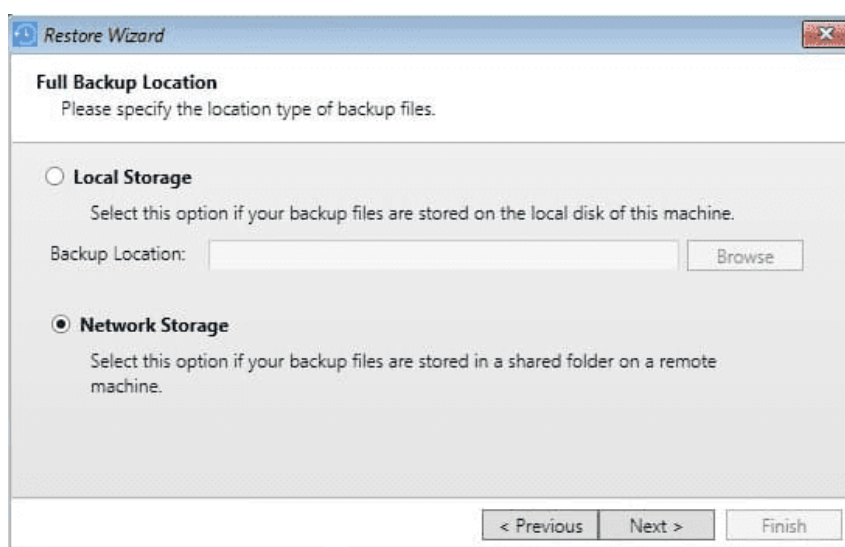 Restore Wizard
Full Backup Location
Please specify the location type of backup files.
Local Storage
Select this option if your backup files are stored on the local disk of this machine.
Backup Location:
Browse
Network Storage
Select this option if your backup files are stored in a shared folder on a remote
machine.
< Previous
Next >
Finish